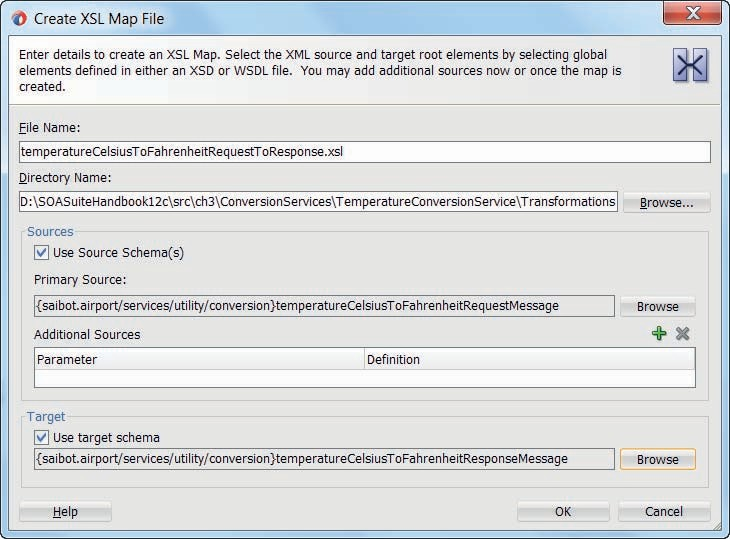 Create XSL Map File
Enter details to create an XSL Map. Select the XML source and target root elements by selecting global
elements defined in either an XSD or WSDL file. You may add additional sources now or once the map is
created.
File Name:
temperatureCelsiusToFahrenheitRequestToResponse.xsl
Directory Name:
D:\SOASuiteHandbook12c\src\ch3\ConversionServices\TemperatureConversionService\Transformations Browse...
Sources
Use Source Schema(s)
Primary Source:
{saibot.airport/services/utility/conversion}temperatureCelsiusToFahrenheitRequestMessage Browse
Additional Sources
Parameter Definition
Target
Use target schema
{saibot.airport/services/utility/conversion}temperatureCelsiusToFahrenheitResponseMessage Browse
Help OK Cancel